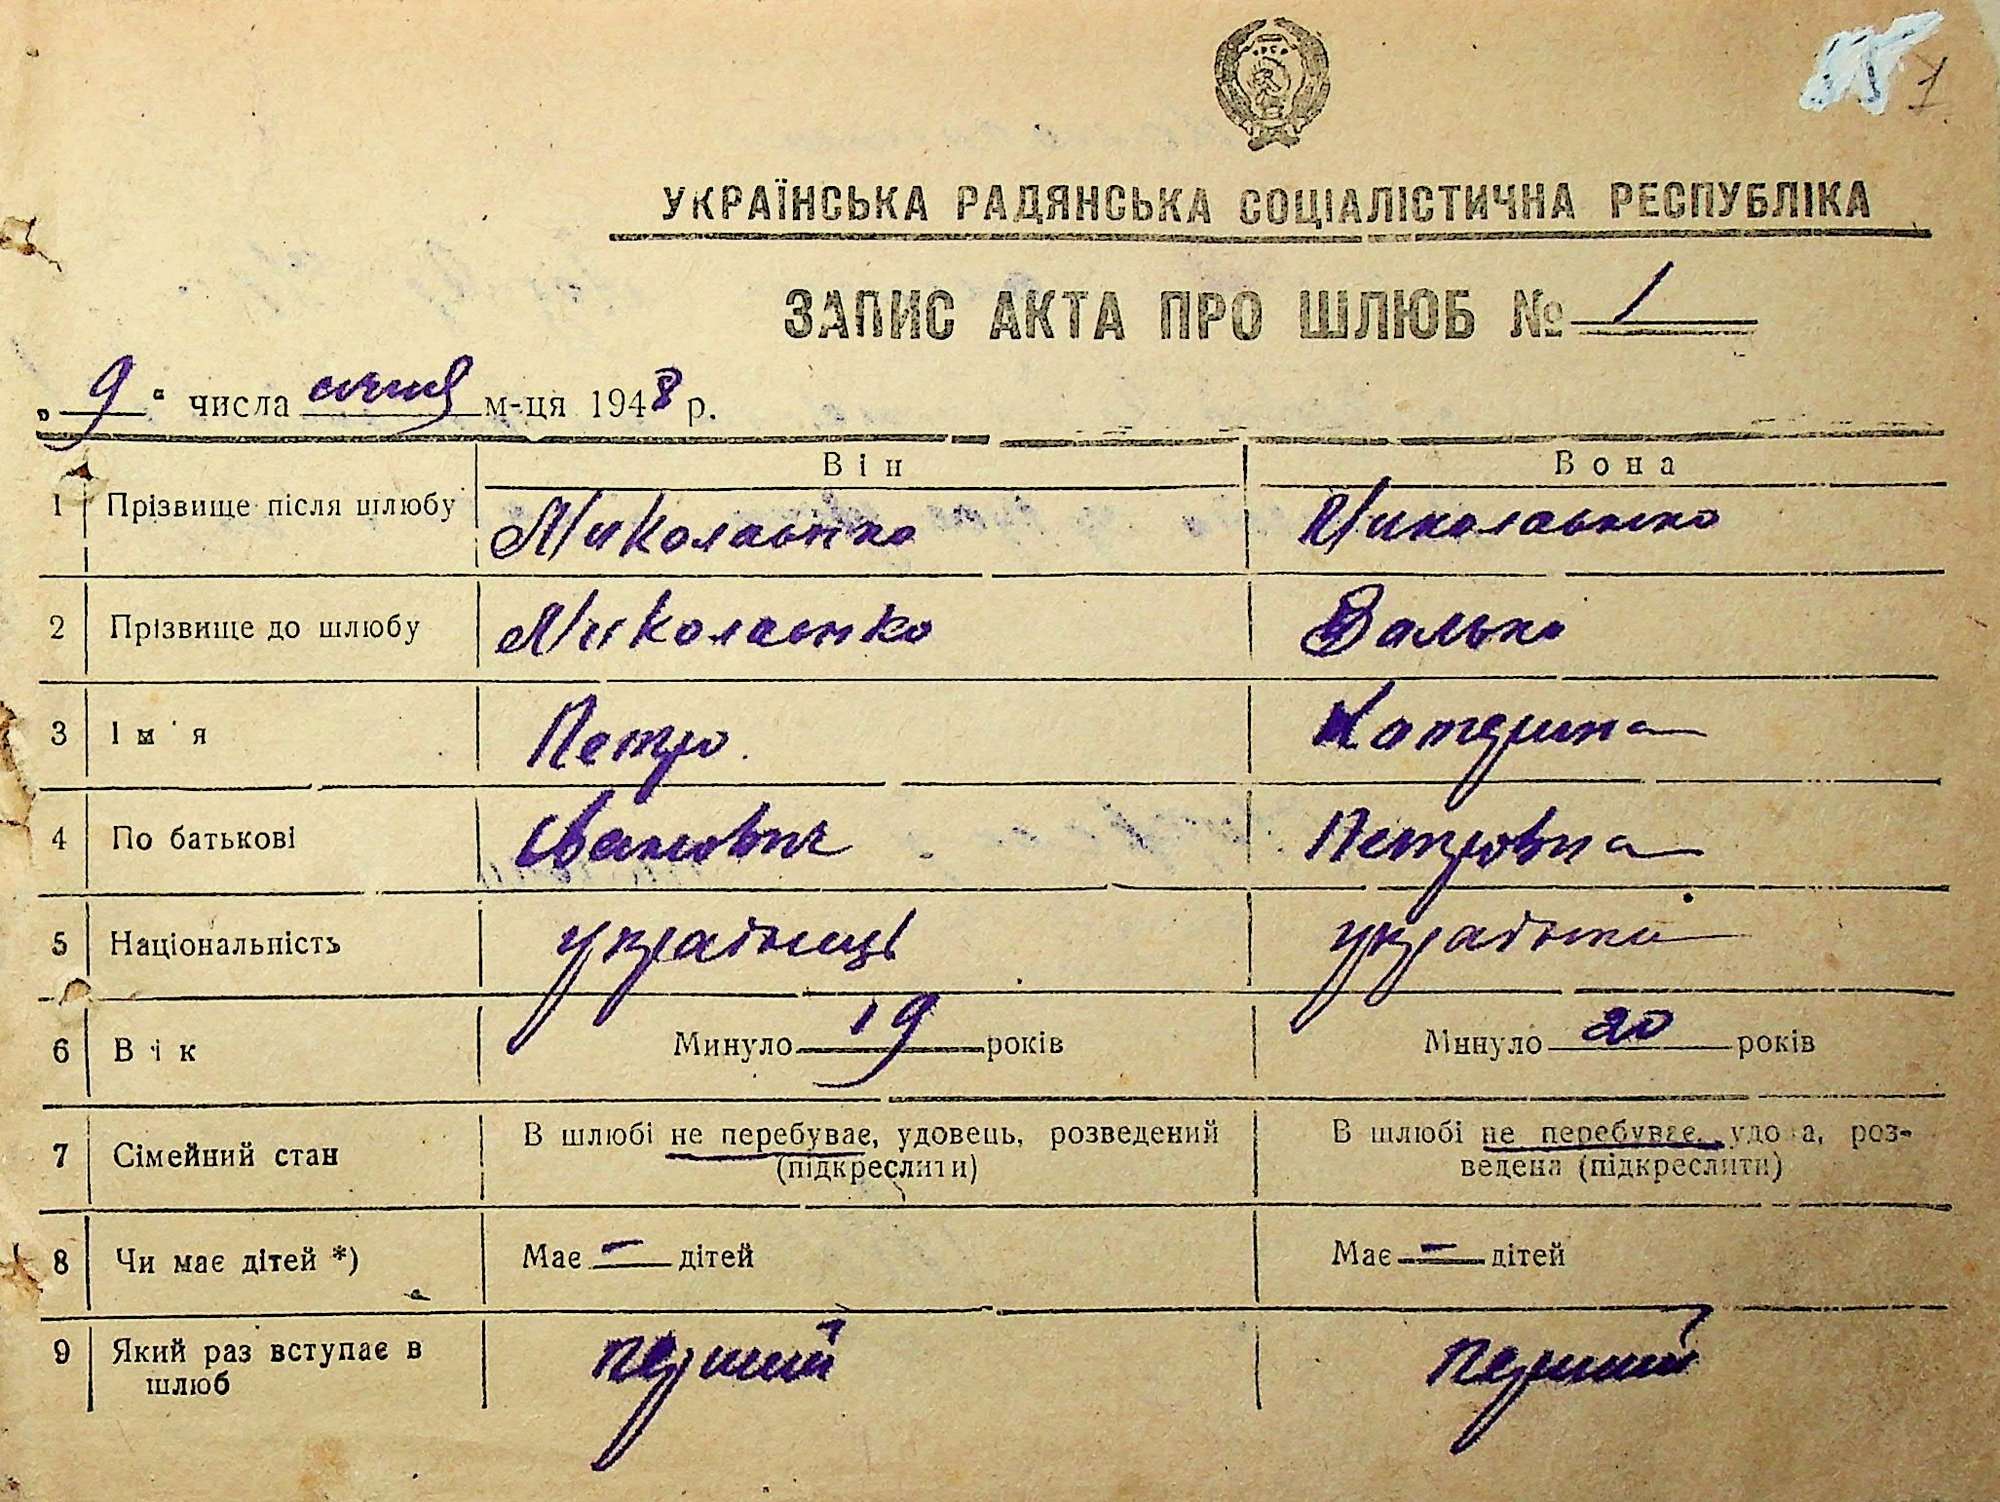 1
УКРАЇНСЬКА РАДЯНСЬКА СОЦІАЛІСТИЧНА РЕСПУБЛІКА
ЗАПИС АКТА ПРО ШЛЮБ № 1
„ 9 “ числа січня м-ця 1948 р.
Він Вона
1 Прізвище після шлюбу Миколаєнко Миколаєнко
2 Прізвище до шлюбу Миколаєнко Валько
3 Ім'я Петро Катерина
4 По батькові Іванович Петровна
5 Національність українець українка
6 Вік Минуло 19 років Минуло 20 років
7 Сімейний стан В шлюбі не перебуває, удовець, розведений В шлюбі не перебуває, удова, роз-
(підкреслити) ведена (підкреслити)
8 Чи має дітей *) Має — дітей Має — дітей
9 Який раз вступає в перший перший
шлюб